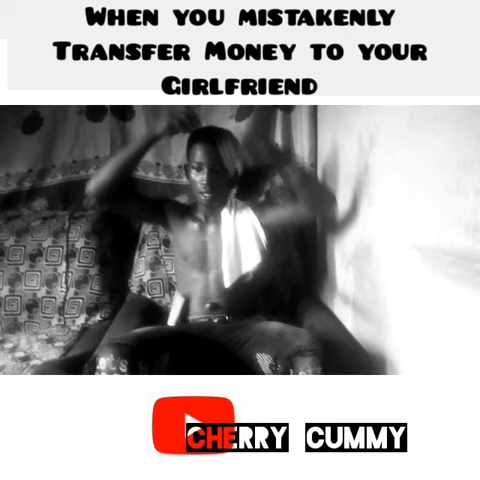 When you mistakenly
Transfer Money to your
Girlfriend
CHERRY CUMMY